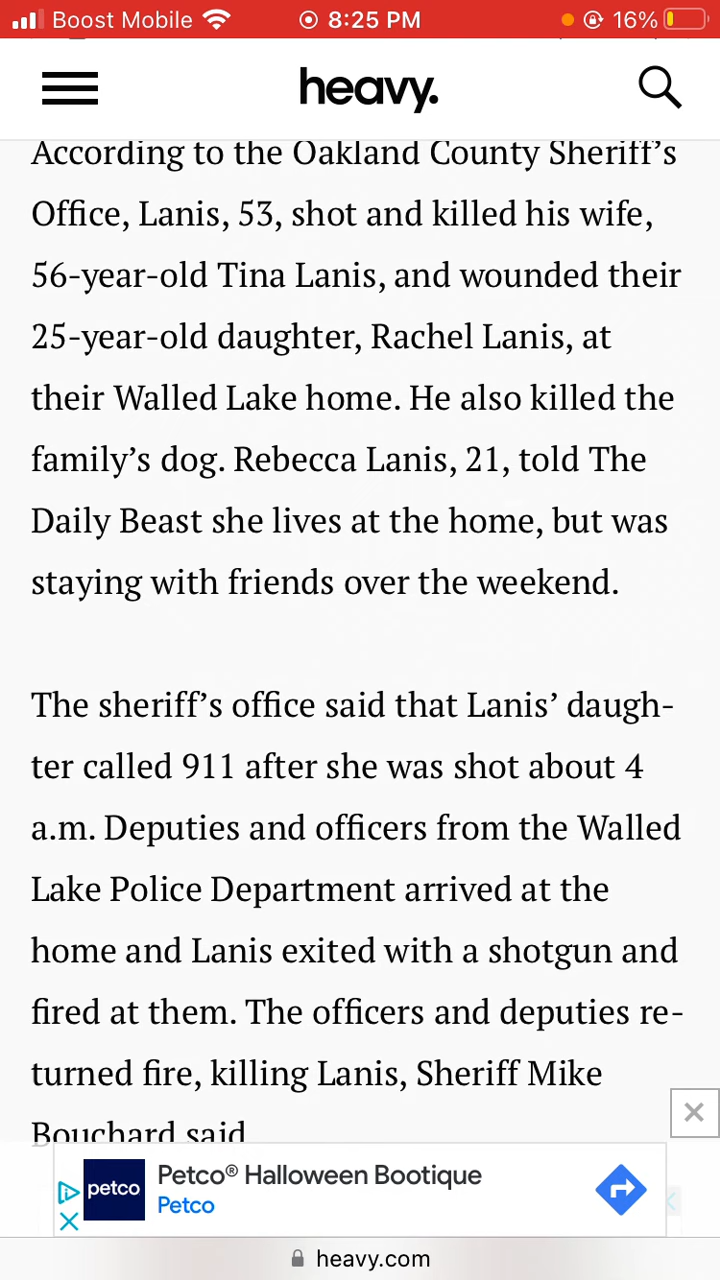 Boost Mobile 8:25 PM 16%
heavy.
According to the Oakland County Sheriff's
Office, Lanis, 53, shot and killed his wife,
56-year-old Tina Lanis, and wounded their
25-year-old daughter, Rachel Lanis, at
their Walled Lake home. He also killed the
family's dog. Rebecca Lanis, 21, told The
Daily Beast she lives at the home, but was
staying with friends over the weekend.
The sheriff's office said that Lanis' daugh-
ter called 911 after she was shot about 4
a.m. Deputies and officers from the Walled
Lake Police Department arrived at the
home and Lanis exited with a shotgun and
fired at them. The officers and deputies re-
turned fire, killing Lanis, Sheriff Mike
Bouchard said
petco
Petco® Halloween Bootique
Petco
heavy.com